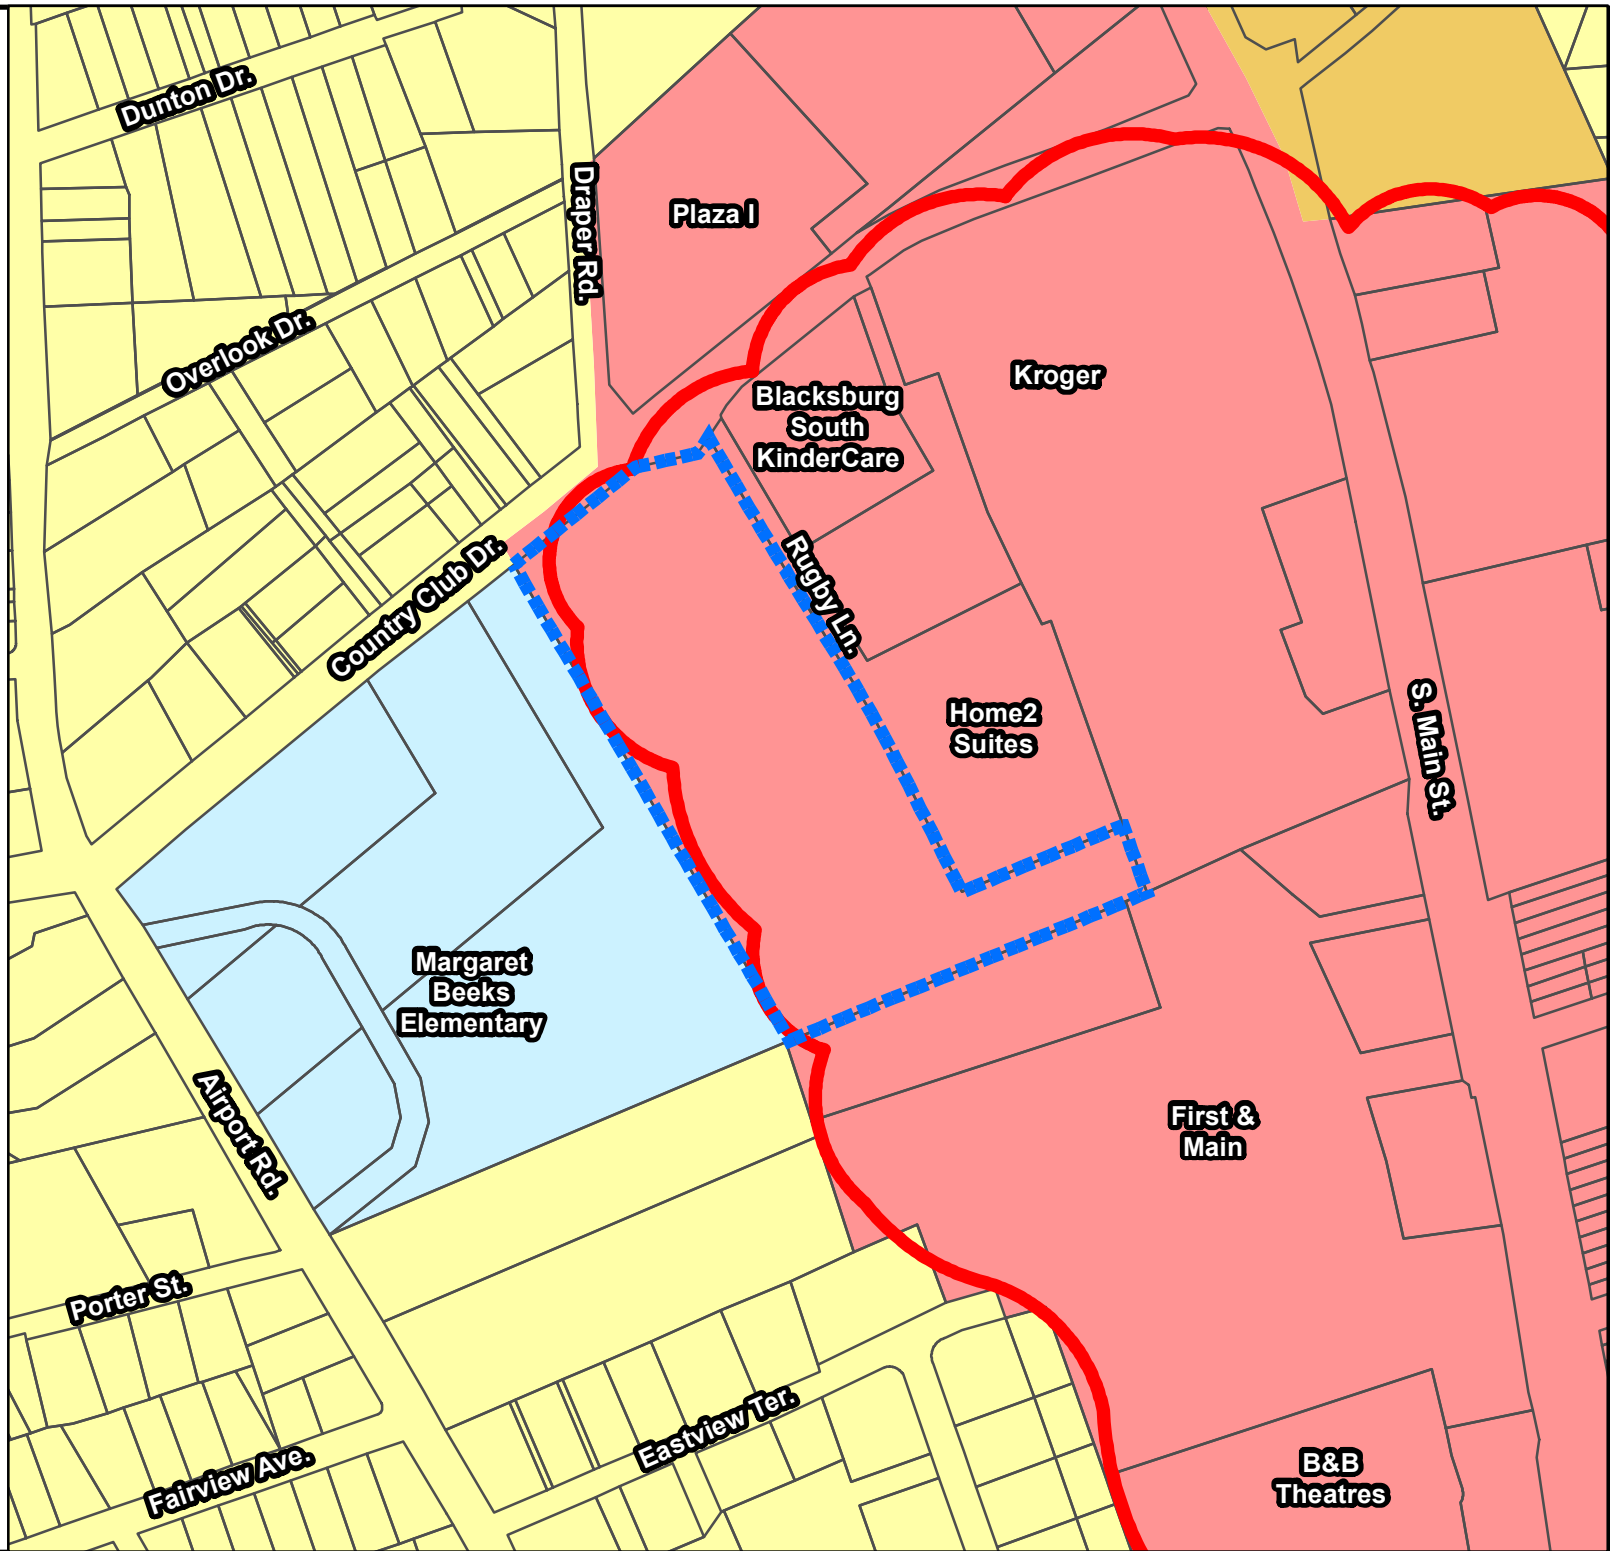 Dunton Dr.
Draper Rd.
Plaza I
Overlook Dr.
Kroger
Blacksburg
South
KinderCare
Country Club Dr.
Rugby Ln.
Home2
Suites
S. Main St.
Margaret
Beeks
Elementary
Airport Rd.
First &
Main
Porter St.
Eastview Ter.
Fairview Ave.
B&B
Theatres